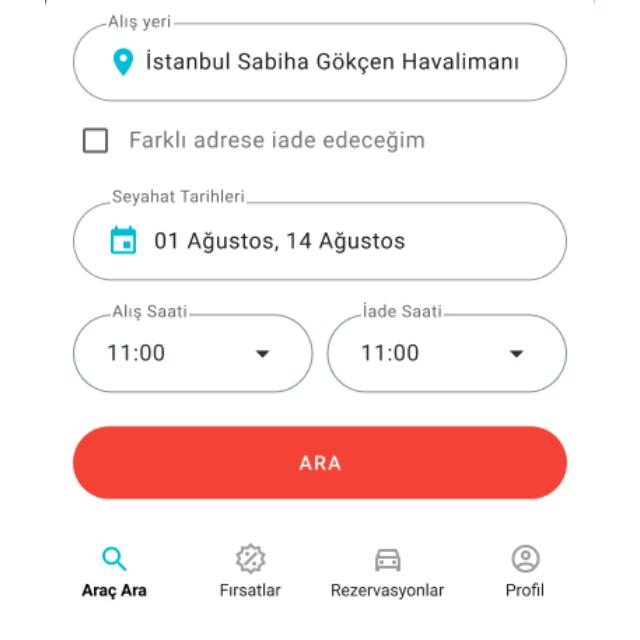 Alış yeri
İstanbul Sabiha Gökçen Havalimanı
Farklı adrese iade edeceğim
Seyahat Tarihleri
01 Ağustos, 14 Ağustos
Alış Saati
İade Saati
11:00
11:00
ARA
Araç Ara
Fırsatlar
Rezervasyonlar
Profil